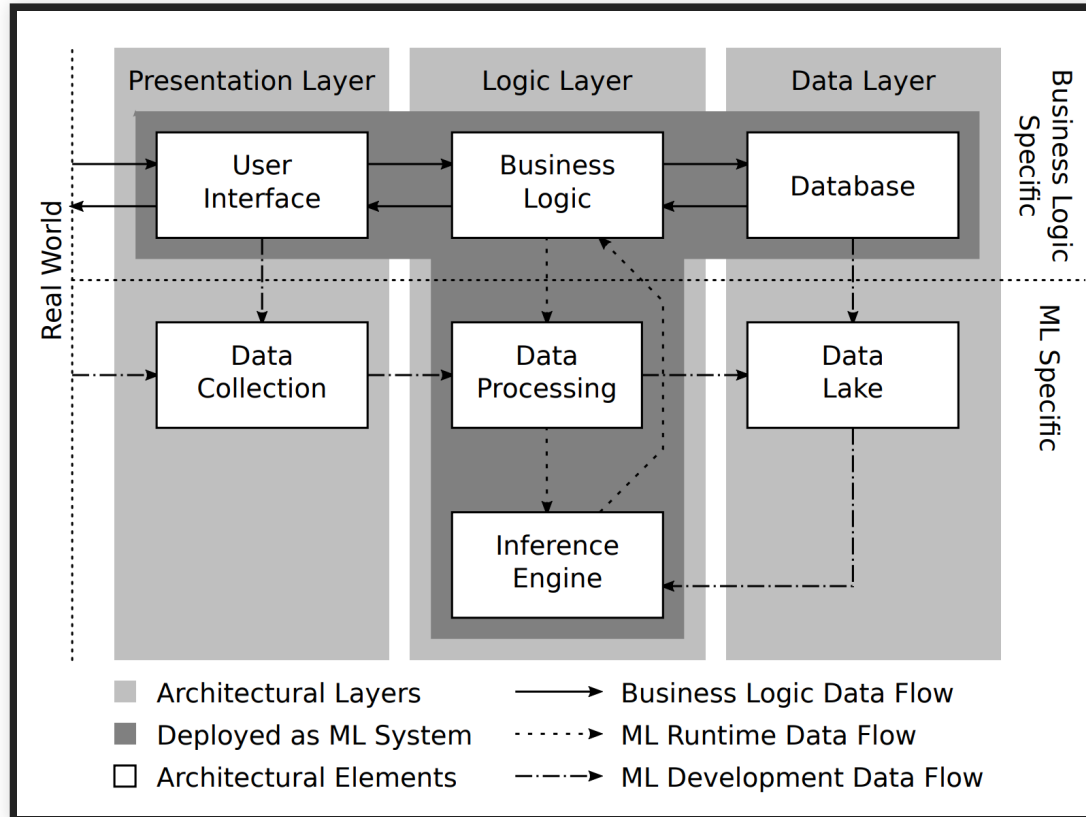 Presentation Layer
Logic Layer
Data Layer
Business Logic
Specific
User
Interface
Business
Logic
Database
Real World
Data
Collection
Data
Processing
Data
Lake
ML Specific
Inference
Engine
Architectural Layers
Business Logic Data Flow
Deployed as ML System
ML Runtime Data Flow
Architectural Elements
ML Development Data Flow